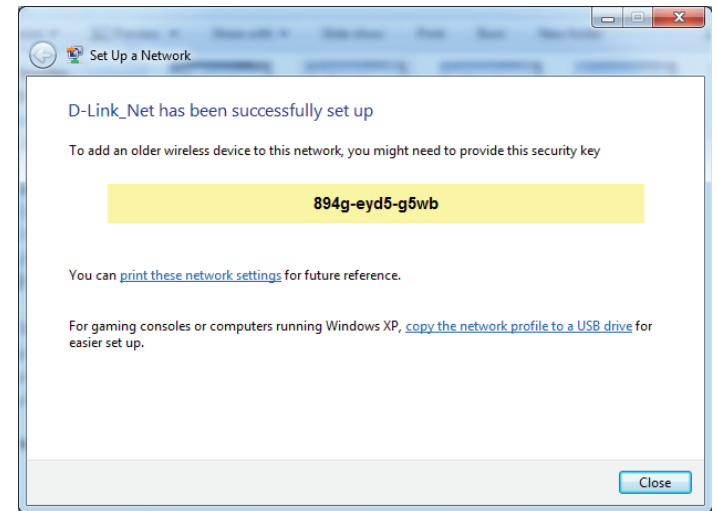 Set Up a Network
D-Link_Net has been successfully set up
To add an older wireless device to this network, you might need to provide this security key
894g-eyd5-g5wb
You can print these network settings for future reference.
For gaming consoles or computers running Windows XP, copy the network profile to a USB drive for
easier set up.
Close